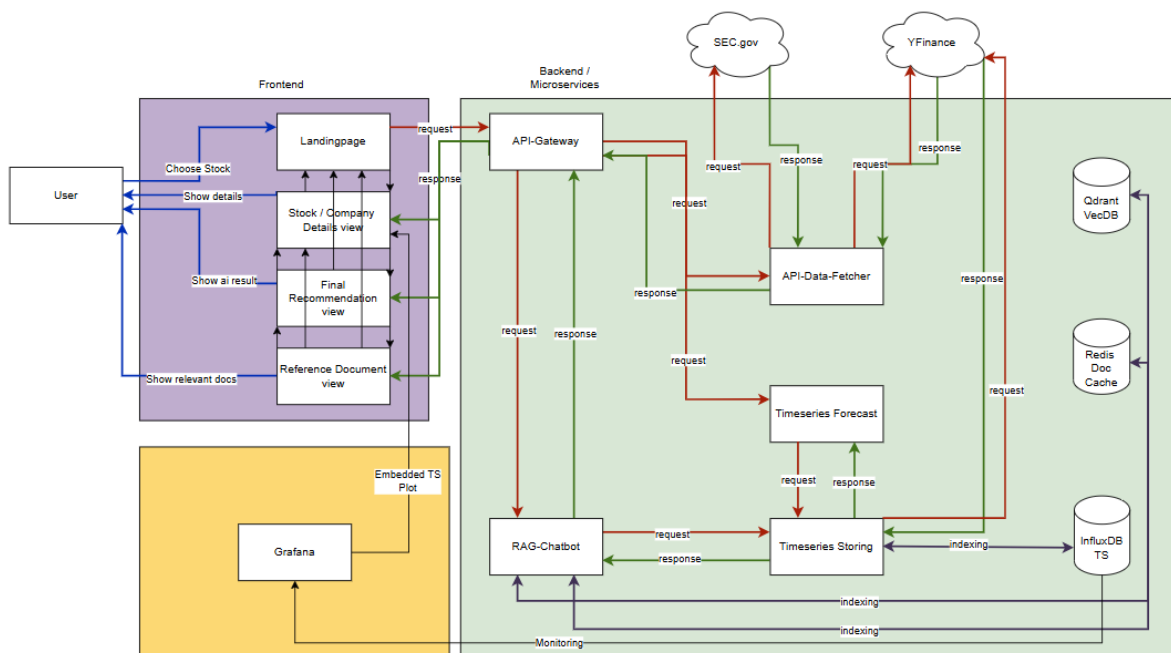 SEC.gov
YFinance
Frontend
Backend /
Microservices
Landingpage
request
API-Gateway
request
response
request
response
Choose Stock
response
User
Show details
Stock / Company
Details view
request
Qdrant
VecDB
API-Data-Fetcher
response
Show ai result
Final
Recommendation
view
response
request
response
request
request
Redis
Doc
Cache
Reference Document
view
Show relevant docs
Timeseries Forecast
Embedded TS
Plot
request
response
request
Grafana
RAG-Chatbot
response
Timeseries Storing
indexing
InfluxDB
TS
indexing
indexing
Monitoring